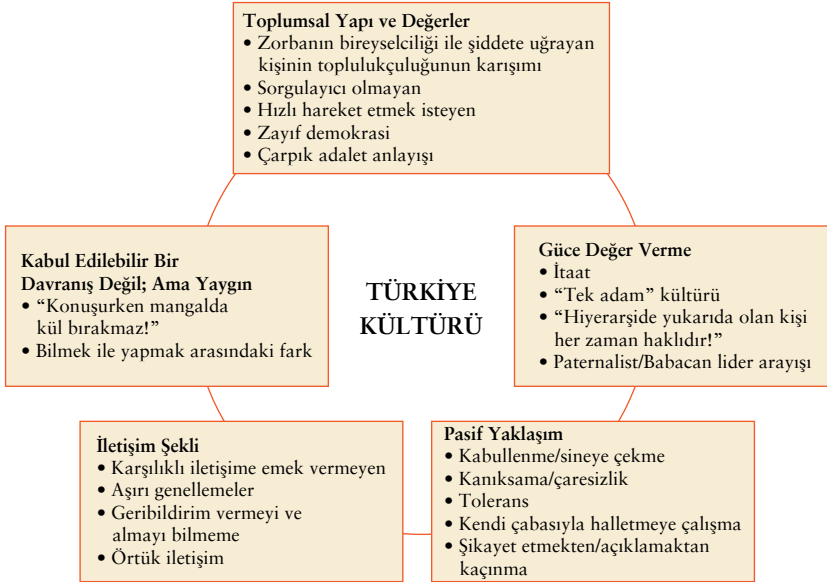 Toplumsal Yapı ve Değerler
• Zorbanın bireyselciliği ile şiddete uğrayan
kişinin toplulukçuluğunun karışımı
• Sorgulayıcı olmayan
• Hızlı hareket etmek isteyen
• Zayıf demokrasi
• Çarpık adalet anlayışı
Kabul Edilebilir Bir
Davranış Değil; Ama Yaygın
• “Konuşurken mangalda
kül bırakmaz!”
• Bilmek ile yapmak arasındaki fark
TÜRKİYE
KÜLTÜRÜ
Güce Değer Verme
• İtaat
• “Tek adam” kültürü
• “Hiyerarşide yukarıda olan kişi
her zaman haklıdır!”
• Paternalist/Babacan lider arayışı
İletişim Şekli
• Karşılıklı iletişime emek vermeyen
• Aşırı genellemeler
• Geribildirim vermeyi ve
almayı bilmeme
• Örtük iletişim
Pasif Yaklaşım
• Kabullenme/sineye çekme
• Kanıksama/çaresizlik
• Tolerans
• Kendi çabasıyla halletmeye çalışma
• Şikayet etmekten/açıklamaktan
kaçınma